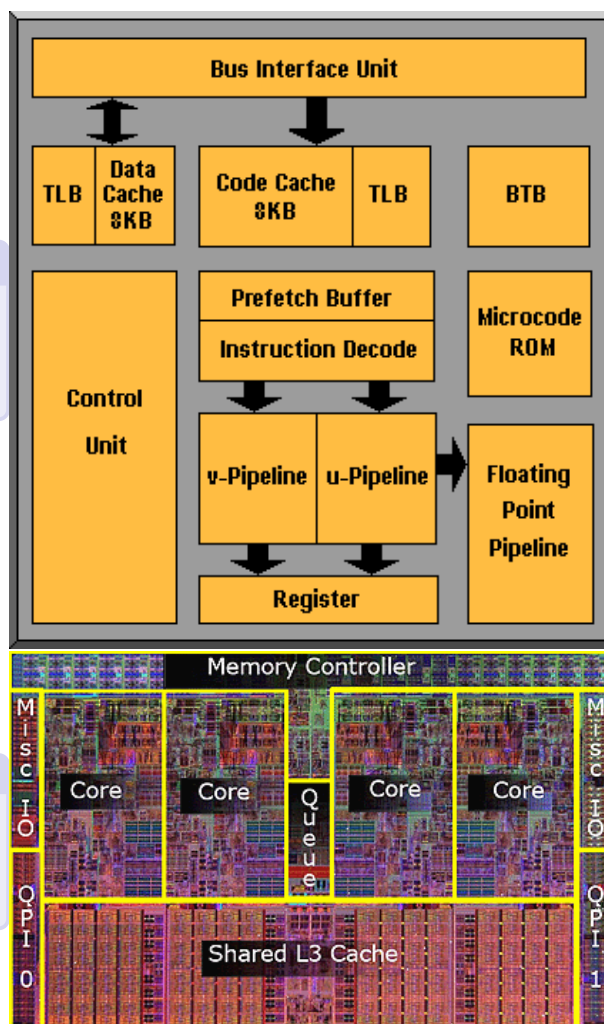 Bus Interface Unit
TLB
Data
Cache
8KB
Code Cache
8KB
TLB
BTB
Prefetch Buffer
Instruction Decode
Microcode
ROM
Control
Unit
v-Pipeline
u-Pipeline
Floating
Point
Pipeline
Register
Memory Controller
Misc IO
Core
Core
Queue
Core
Core
Misc IO
QPI 0
Shared L3 Cache
QPI 1